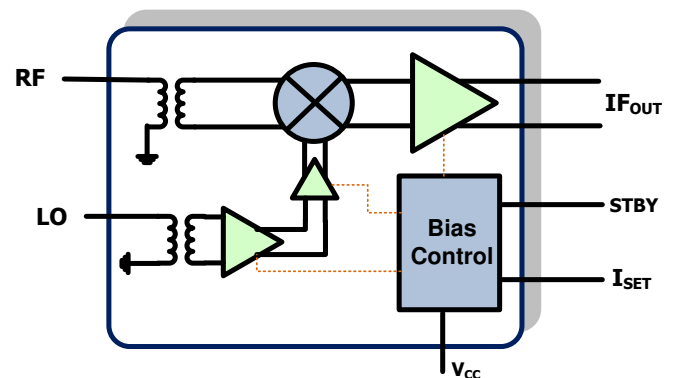 RF
IFOUT
LO
STBY
Bias
Control
ISET
VCC